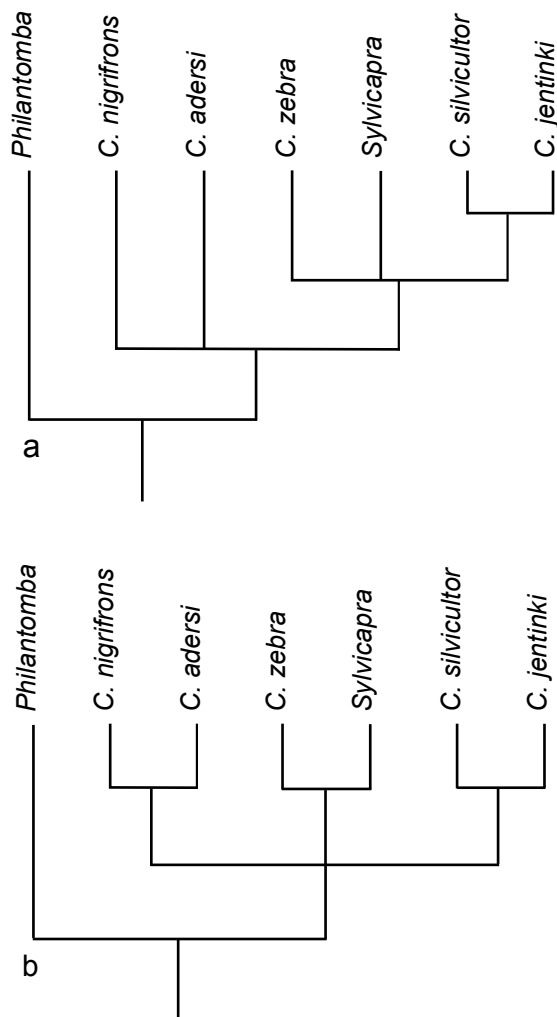 Philantomba
C. nigrifrons
C. adersi
C. zebra
Sylvicapra
C. silvicultor
C. jentinki
a
Philantomba
C. nigrifrons
C. adersi
C. zebra
Sylvicapra
C. silvicultor
C. jentinki
b